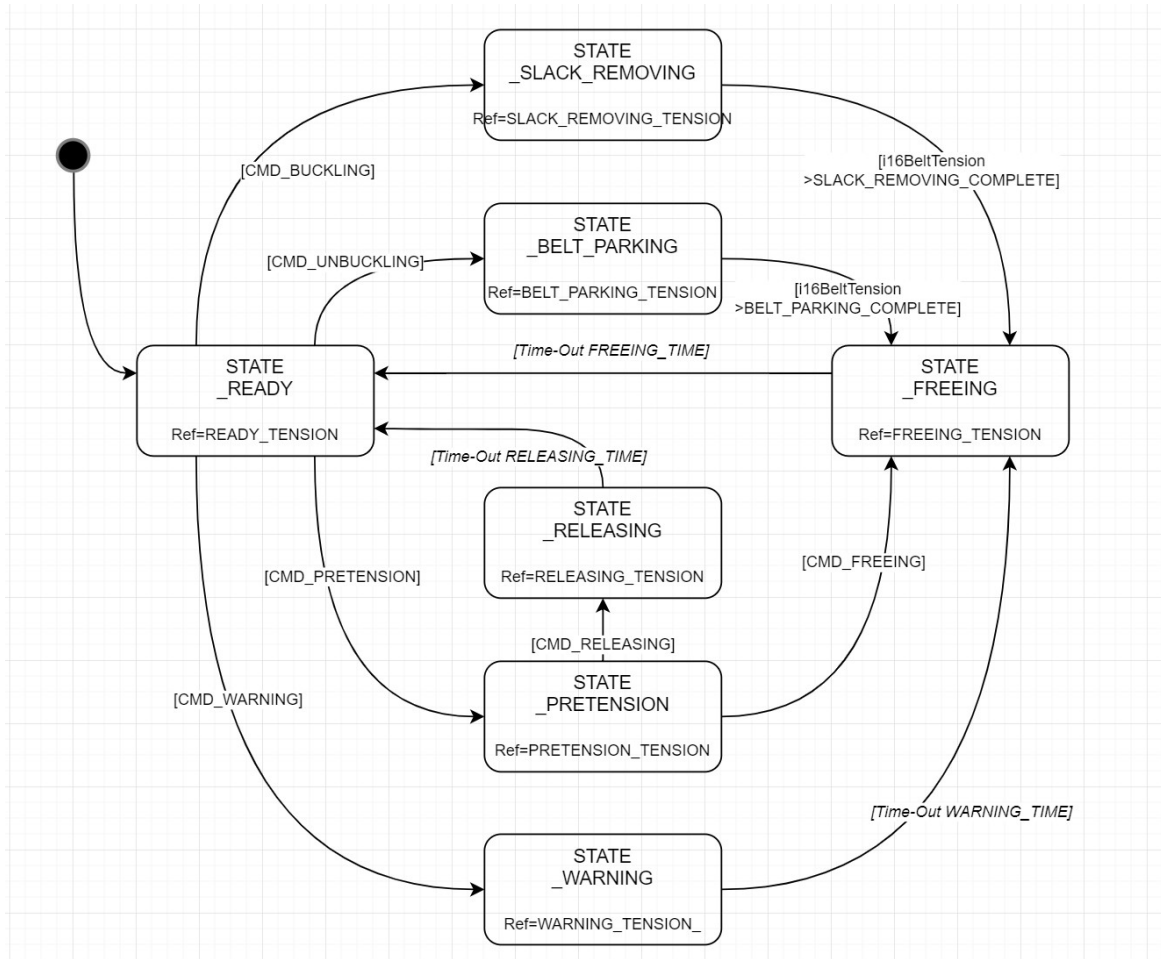 STATE
_SLACK_REMOVING
Ref=SLACK_REMOVING_TENSION
[CMD_BUCKLING]
[i16BeltTension
>SLACK_REMOVING_COMPLETE]
STATE
_BELT_PARKING
Ref=BELT_PARKING_TENSION
[CMD_UNBUCKLING]
[i16BeltTension
>BELT_PARKING_COMPLETE]
[Time-Out FREEING_TIME]
STATE
_READY
Ref=READY_TENSION
STATE
_FREEING
Ref=FREEING_TENSION
[Time-Out RELEASING_TIME]
STATE
_RELEASING
Ref=RELEASING_TENSION
[CMD_PRETENSION]
[CMD_FREEING]
[CMD_RELEASING]
STATE
_PRETENSION
Ref=PRETENSION_TENSION
[CMD_WARNING]
[Time-Out WARNING_TIME]
STATE
_WARNING
Ref=WARNING_TENSION_